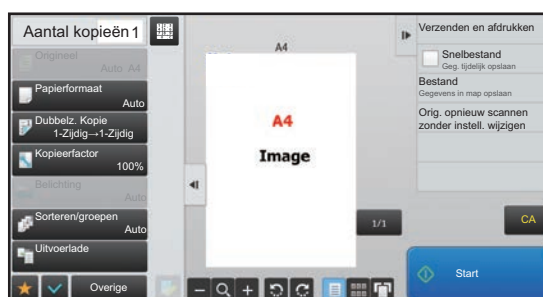 Aantal kopieën 1
Origineel
Auto A4
Papierformaat
Auto
Dubbelz. Kopie
1-Zijdig→1-Zijdig
Kopieerfactor
100%
Belichting
Auto
Sorteren/groepen
Auto
Uitvoerlade
Overige
A4
A4
Image
1/1
Verzenden en afdrukken
Snelbestand
Geg. tijdelijk opslaan
Bestand
Gegevens in map opslaan
Orig. opnieuw scannen
zonder instell. wijzigen
CA
Start